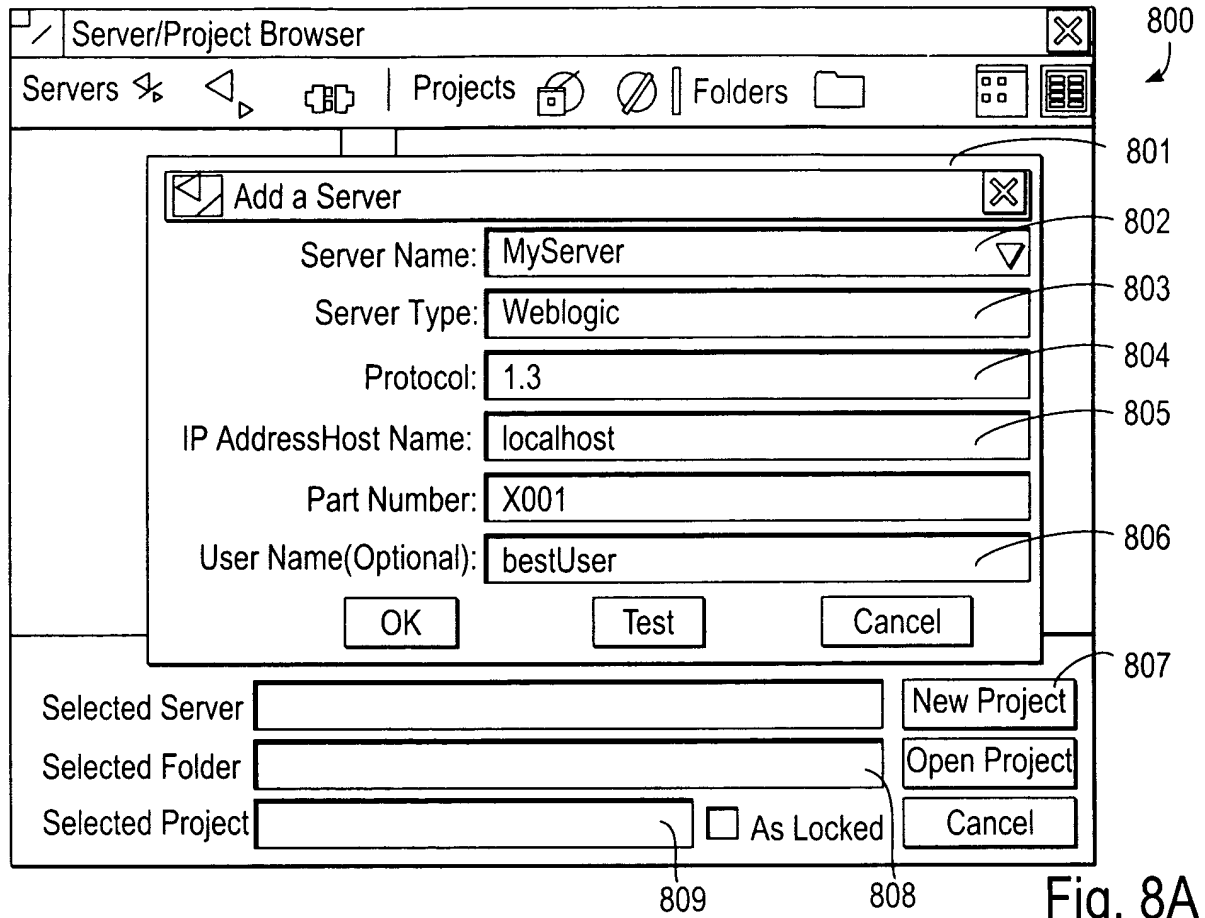 Server/Project Browser
800
Servers Projects Folders
801
Add a Server
802
Server Name: MyServer
803
Server Type: Weblogic
804
Protocol: 1.3
805
IP AddressHost Name: localhost
Part Number: X001
806
User Name(Optional): bestUser
OK Test Cancel
807
Selected Server New Project
Selected Folder Open Project
Selected Project As Locked Cancel
809 808
Fig. 8A